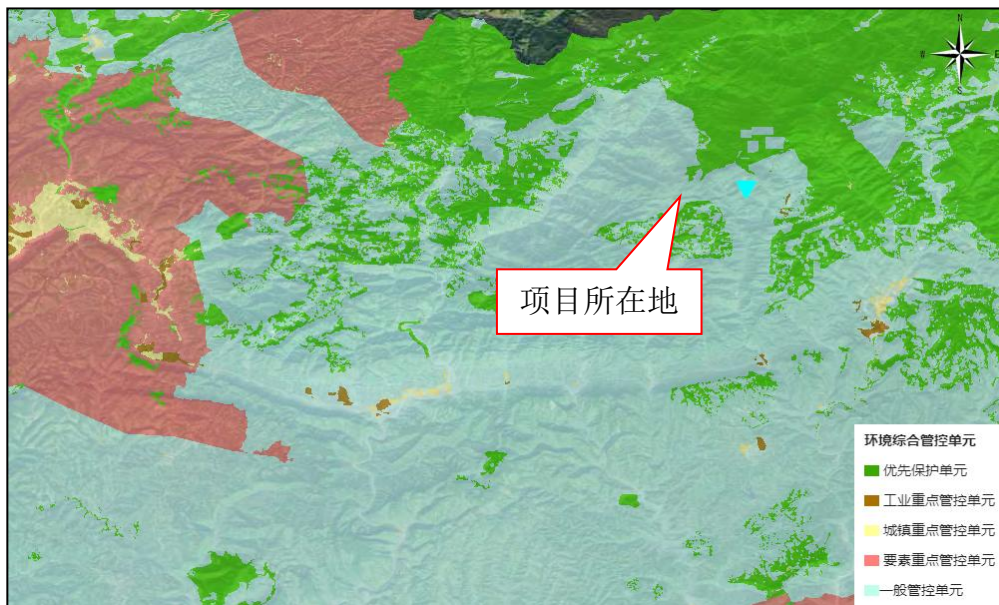 N
W
E
S
项目所在地
环境综合管控单元
优先保护单元
工业重点管控单元
城镇重点管控单元
要素重点管控单元
一般管控单元